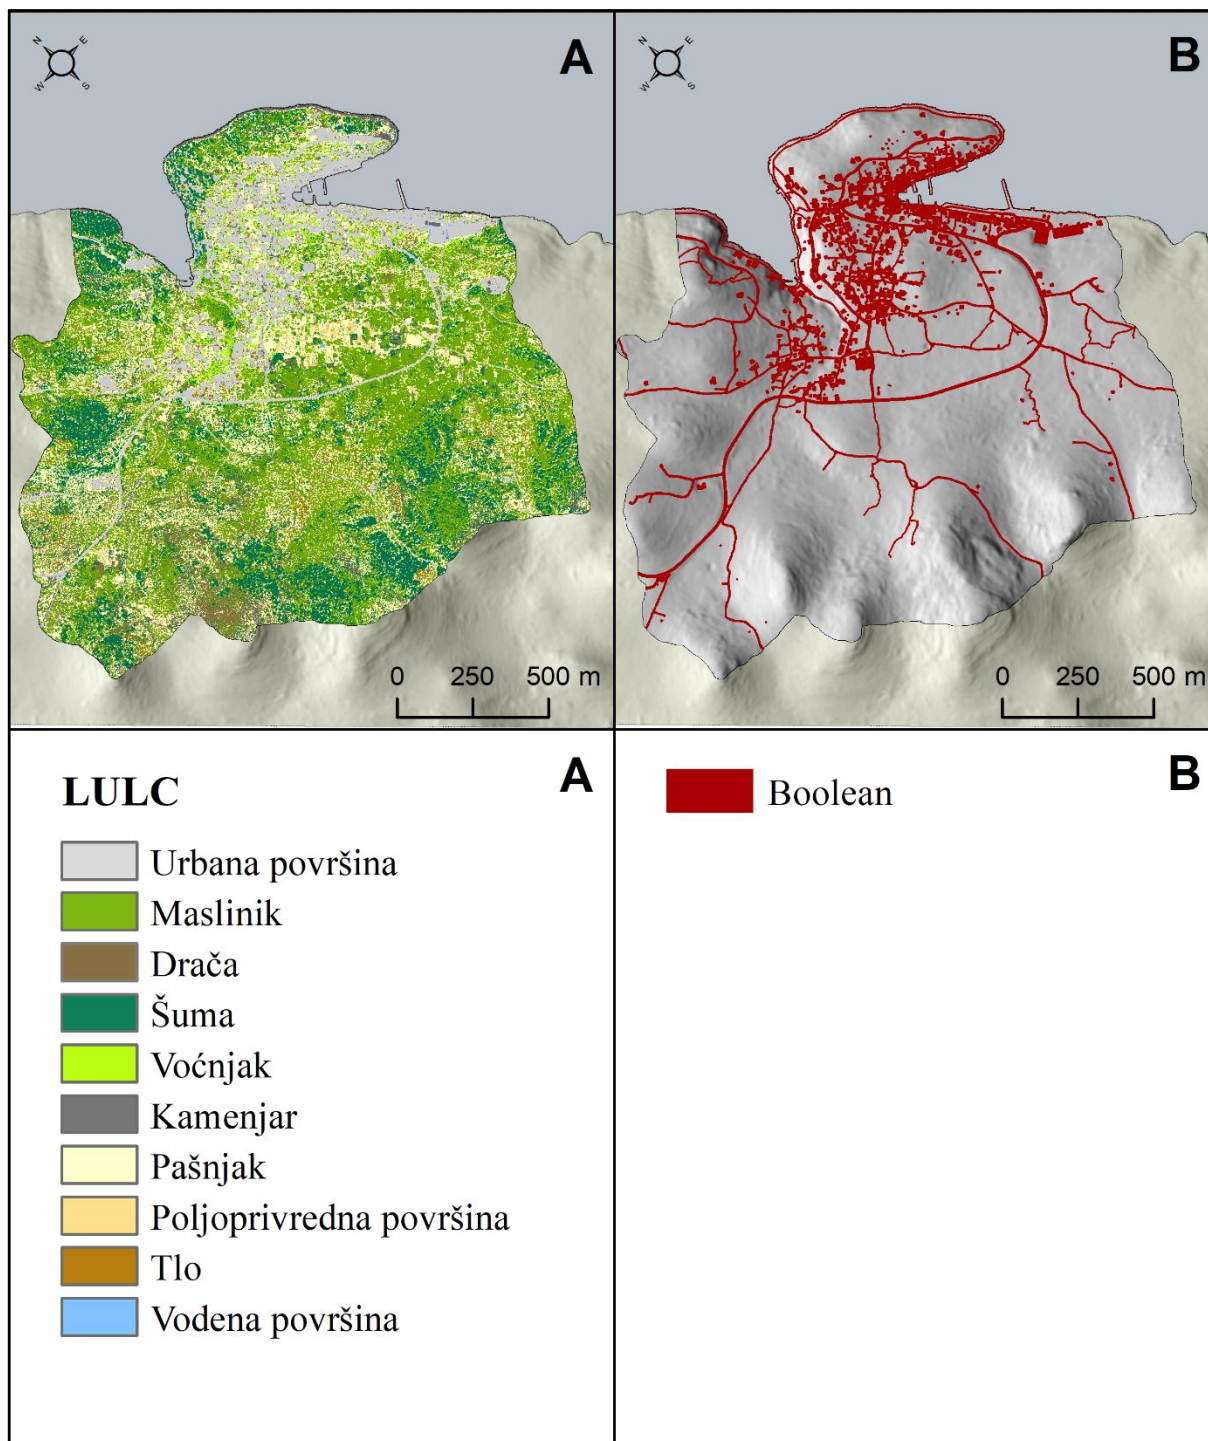 N E
W S
A
0 250 500 m
N E
W S
B
0 250 500 m
LULC
A
Urbana površina
Maslinik
Drača
Šuma
Voćnjak
Kamenjar
Pašnjak
Poljoprivredna površina
Tlo
Vodena površina
B
Boolean